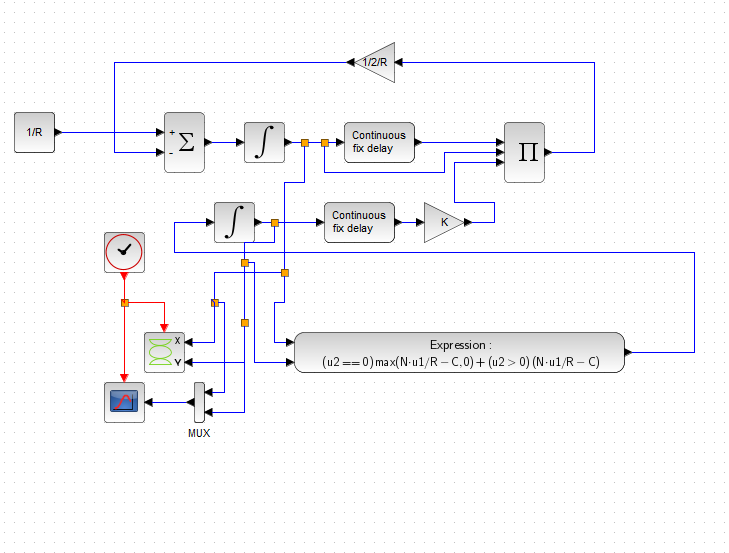 1/2/R
1/R
+
-
Σ
∫
Continuous
fix delay
Π
∫
Continuous
fix delay
K
X
Y
Expression :
(u2 == 0) max(N·u1/R − C, 0) + (u2 > 0) (N·u1/R − C)
MUX